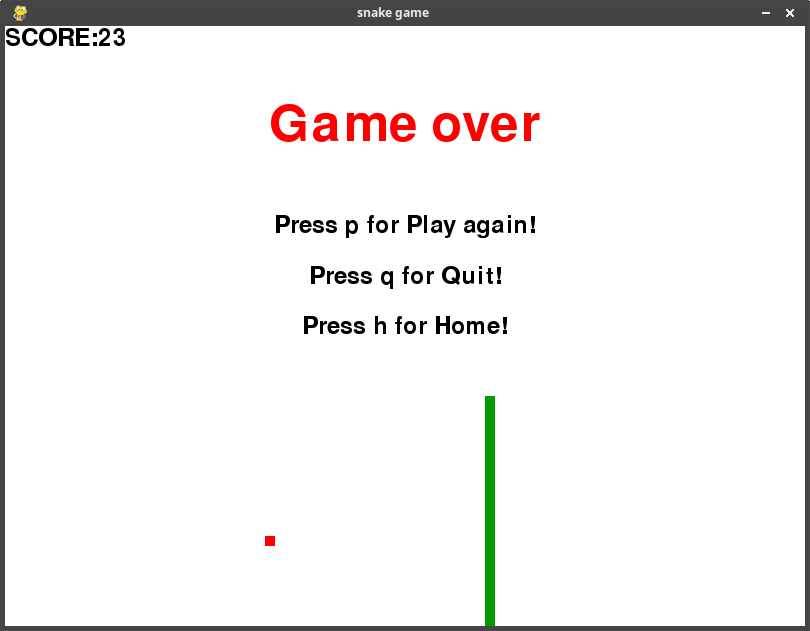 snake game
SCORE:23
Game over
Press p for Play again!
Press q for Quit!
Press h for Home!